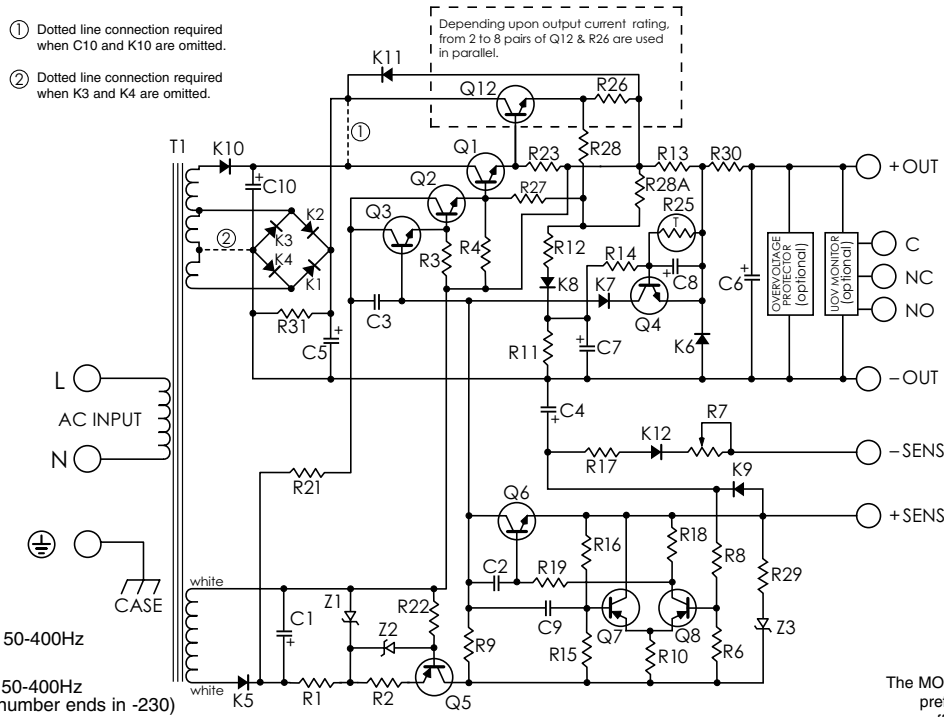 ① Dotted line connection required
when C10 and K10 are omitted.
② Dotted line connection required
when K3 and K4 are omitted.
Depending upon output current rating,
from 2 to 8 pairs of Q12 & R26 are used
in parallel.
K11
Q12
R26
①
T1
K10
Q1
R23
R28
R13
R30
+OUT
C10
Q2
R27
R28A
R25
T
②
K2
K3
K4
K1
Q3
R3
R4
R12
R14
C8
+
C6
+
OVERVOLTAGE
PROTECTOR
(optional)
UOV MONITOR
(optional)
C
NC
NO
+
K8
K7
Q4
R31
C5
+
C3
R11
+
C7
K6
–OUT
L
AC INPUT
N
C4
+
R17
K12
R7
–SENS
R21
Q6
K9
+SENS
CASE
white
C1
+
Z1
Z2
R22
C2
R19
R16
R18
R8
R29
C9
Q7
Q8
Z3
50-400Hz
R9
R15
R10
R6
white
K5
R1
R2
Q5
50-400Hz
number ends in -230)
The MO
pre